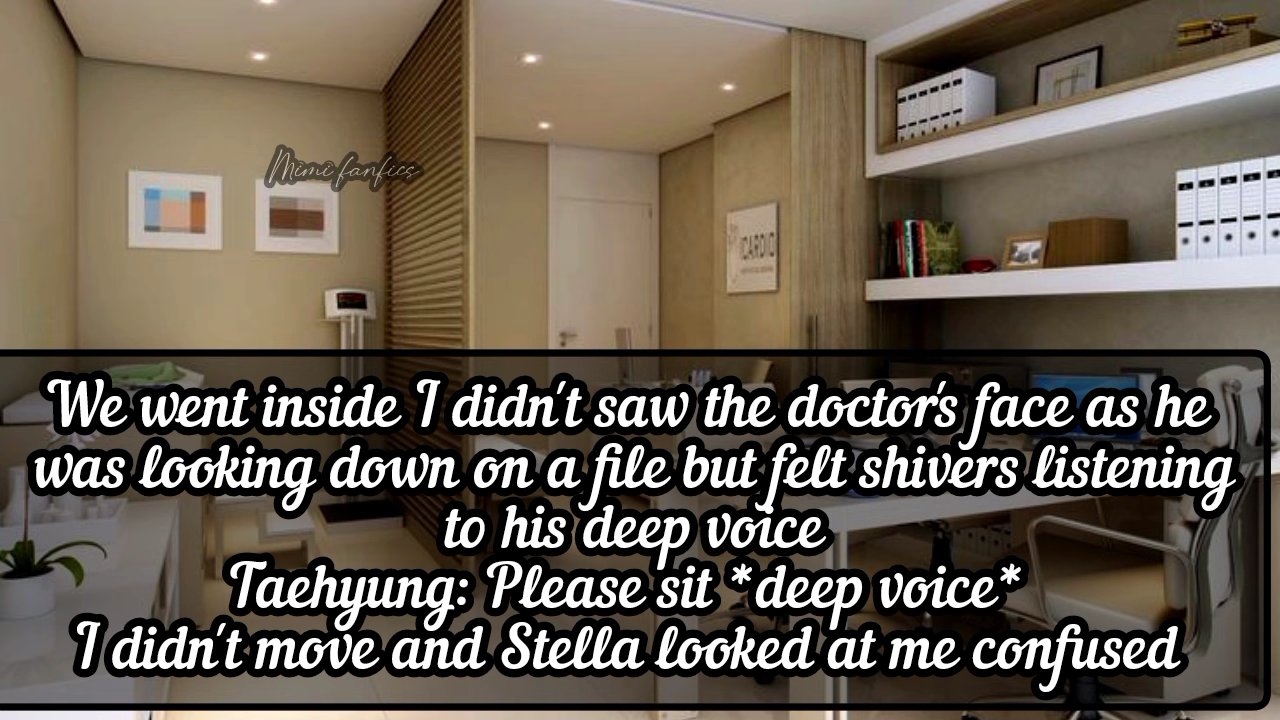 Mimi fanfics
CARDIO
We went inside I didn't saw the doctor's face as he
was looking down on a file but felt shivers listening
to his deep voice
Taehyung: Please sit *deep voice*
I didn't move and Stella looked at me confused